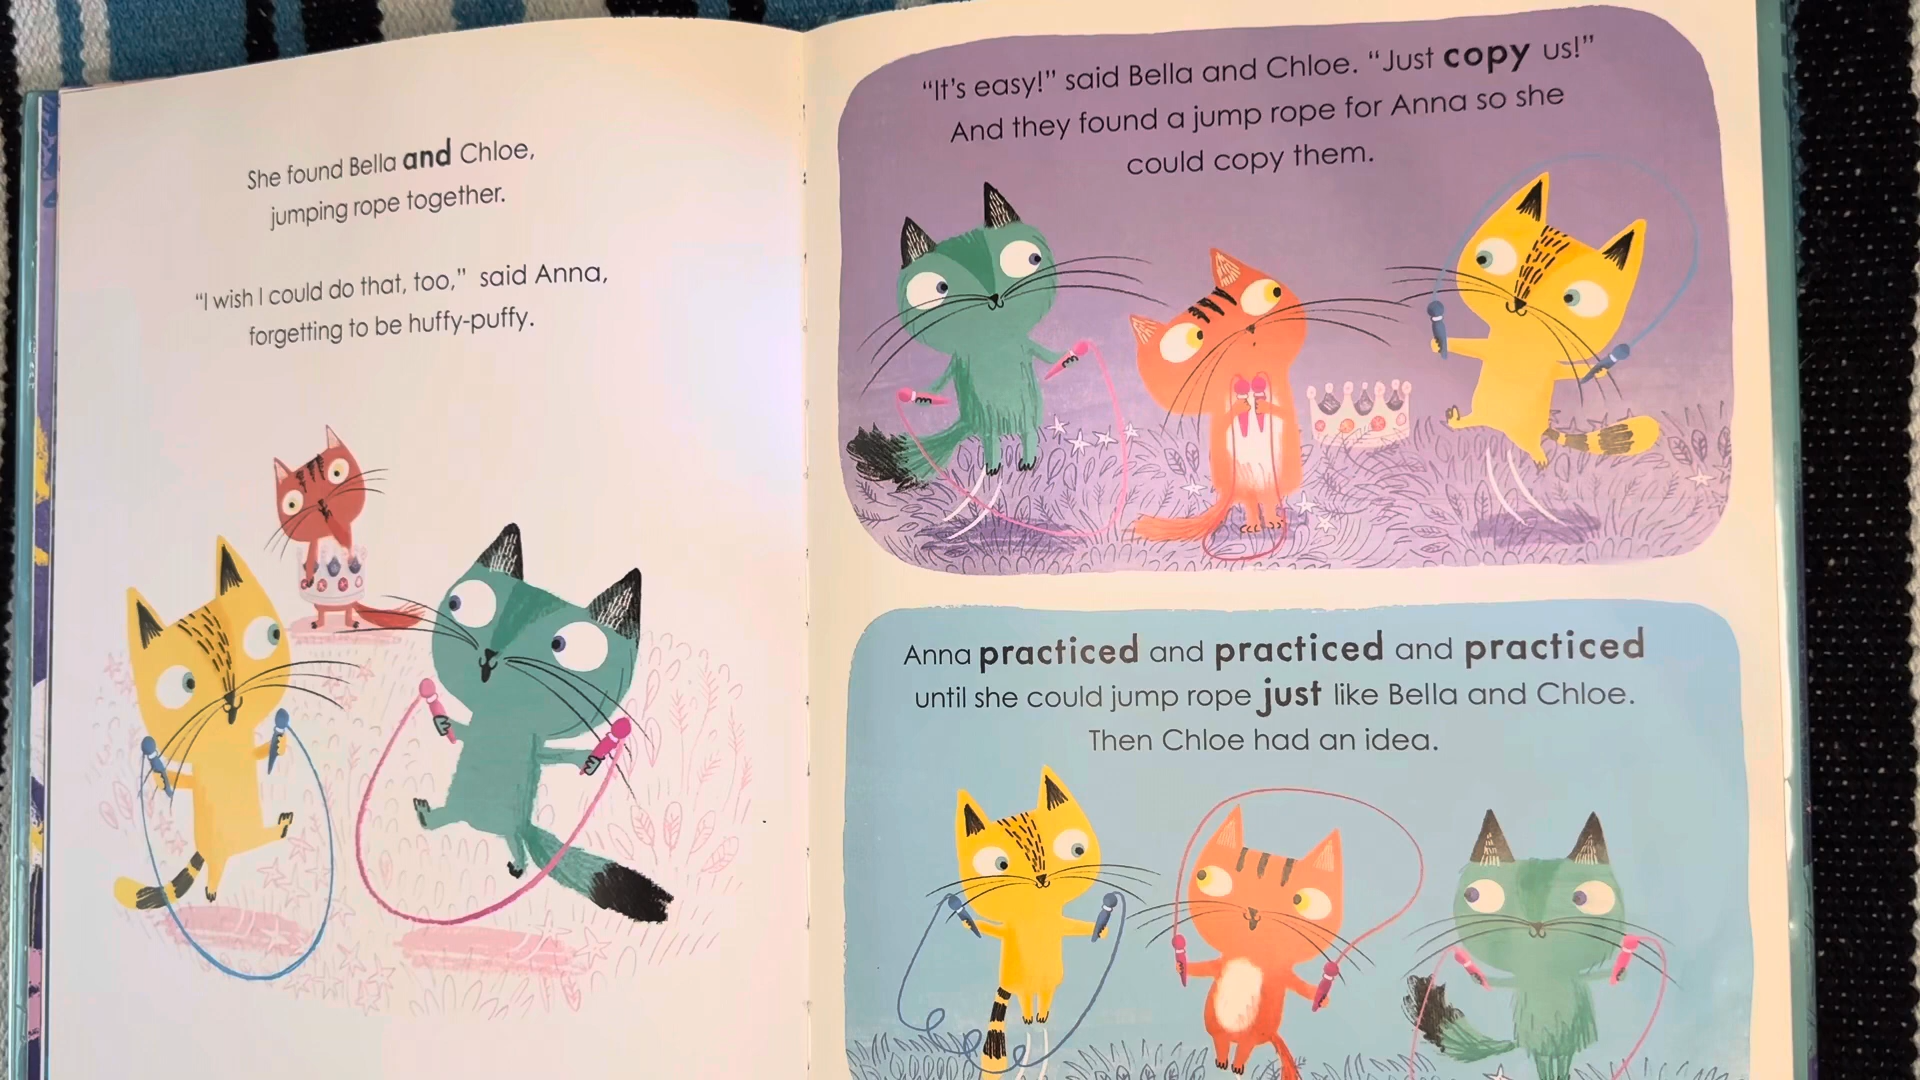 She found Bella and Chloe,
jumping rope together.
“I wish I could do that, too,” said Anna,
forgetting to be huffy-puffy.
“It’s easy!” said Bella and Chloe. “Just copy us!”
And they found a jump rope for Anna so she
could copy them.
Anna practiced and practiced and practiced
until she could jump rope just like Bella and Chloe.
Then Chloe had an idea.